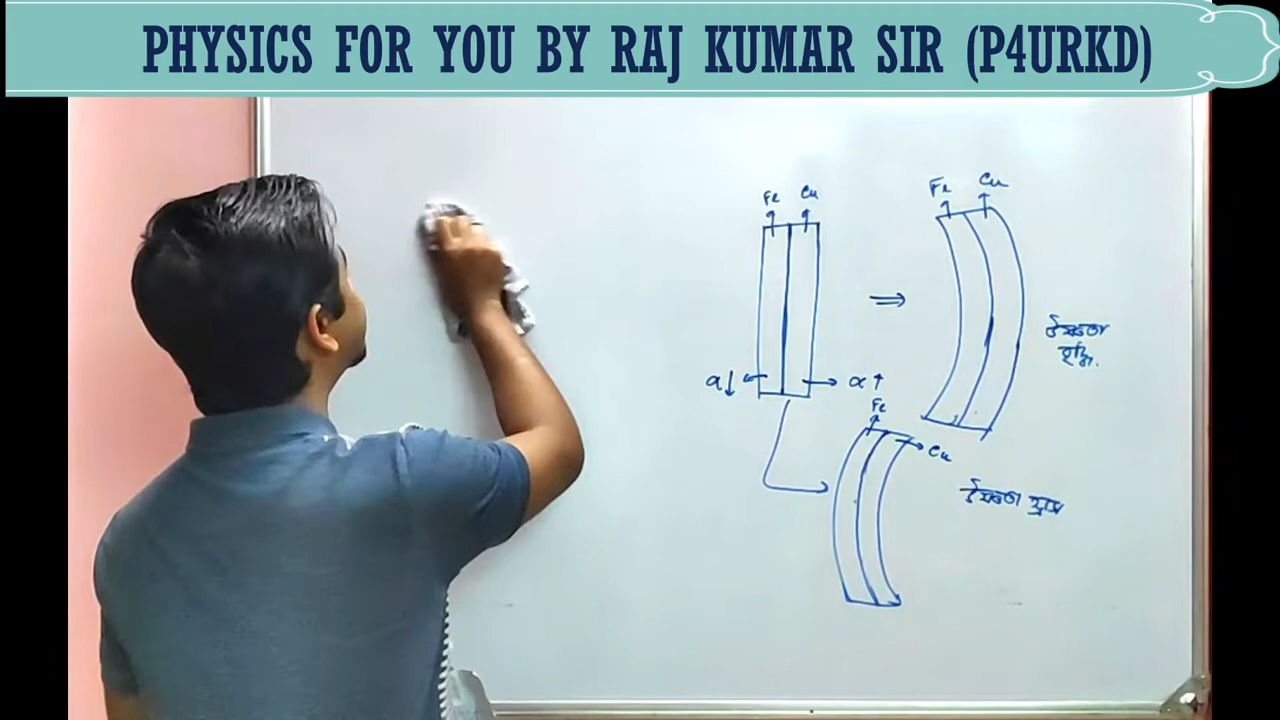 PHYSICS FOR YOU BY RAJ KUMAR SIR (P4URKD)
Fe Cu
Fe Cu
⇒
উষ্ণতা
বৃদ্ধি.
α↓
α↑
Fe
Cu
উষ্ণতা হ্রাস